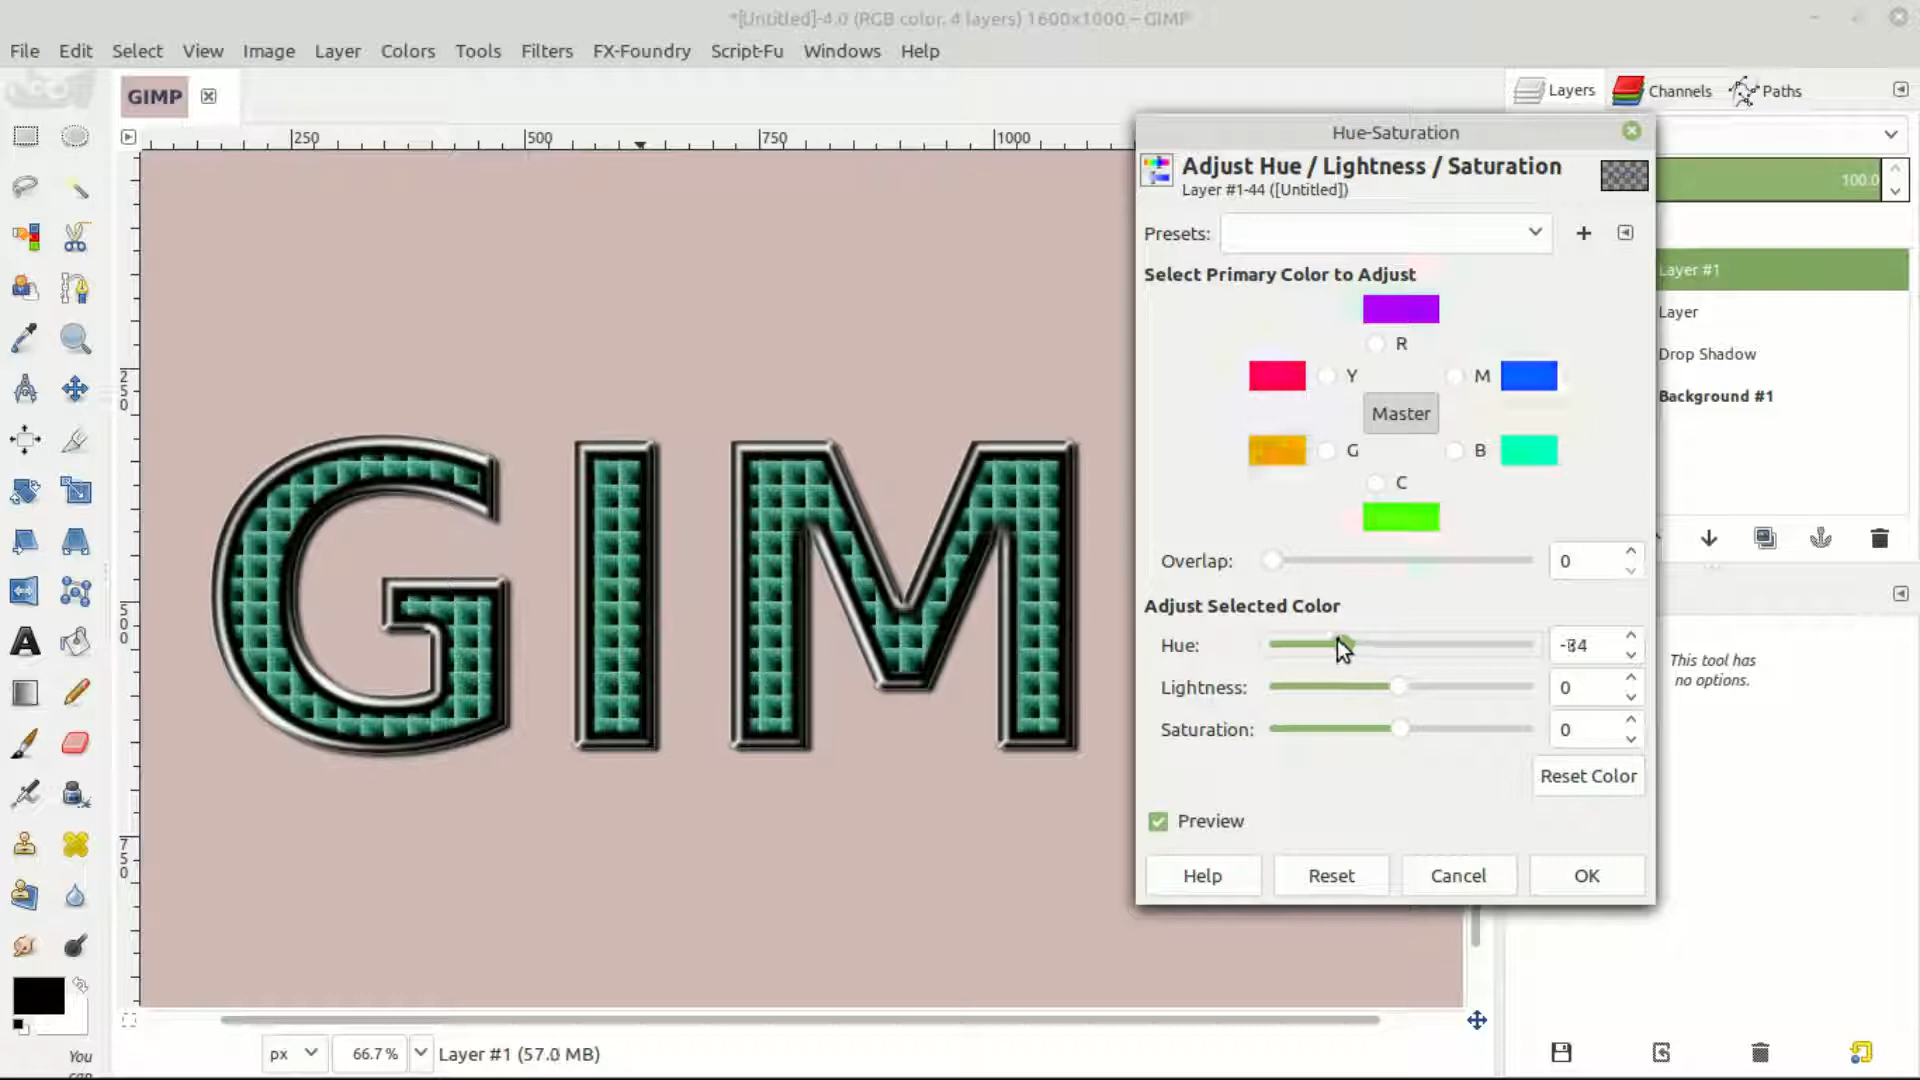 *[Untitled]-4.0 (RGB color, 4 layers) 1600x1000 – GIMP
File Edit Select View Image Layer Colors Tools Filters FX-Foundry Script-Fu Windows Help
GIMP
Layers Channels Paths
250 500 750 1000
Hue-Saturation
Adjust Hue / Lightness / Saturation
Layer #1-44 ([Untitled])
100.0
Presets:
Select Primary Color to Adjust
R
Y M
Master
G B
C
Layer #1
Layer
Drop Shadow
Background #1
250
500
750
GIM
Overlap: 0
Adjust Selected Color
Hue:
Lightness: 0
Saturation: 0
Reset Color
Preview
Help Reset Cancel OK
This tool has
no options.
You
can
px 66.7% Layer #1 (57.0 MB)